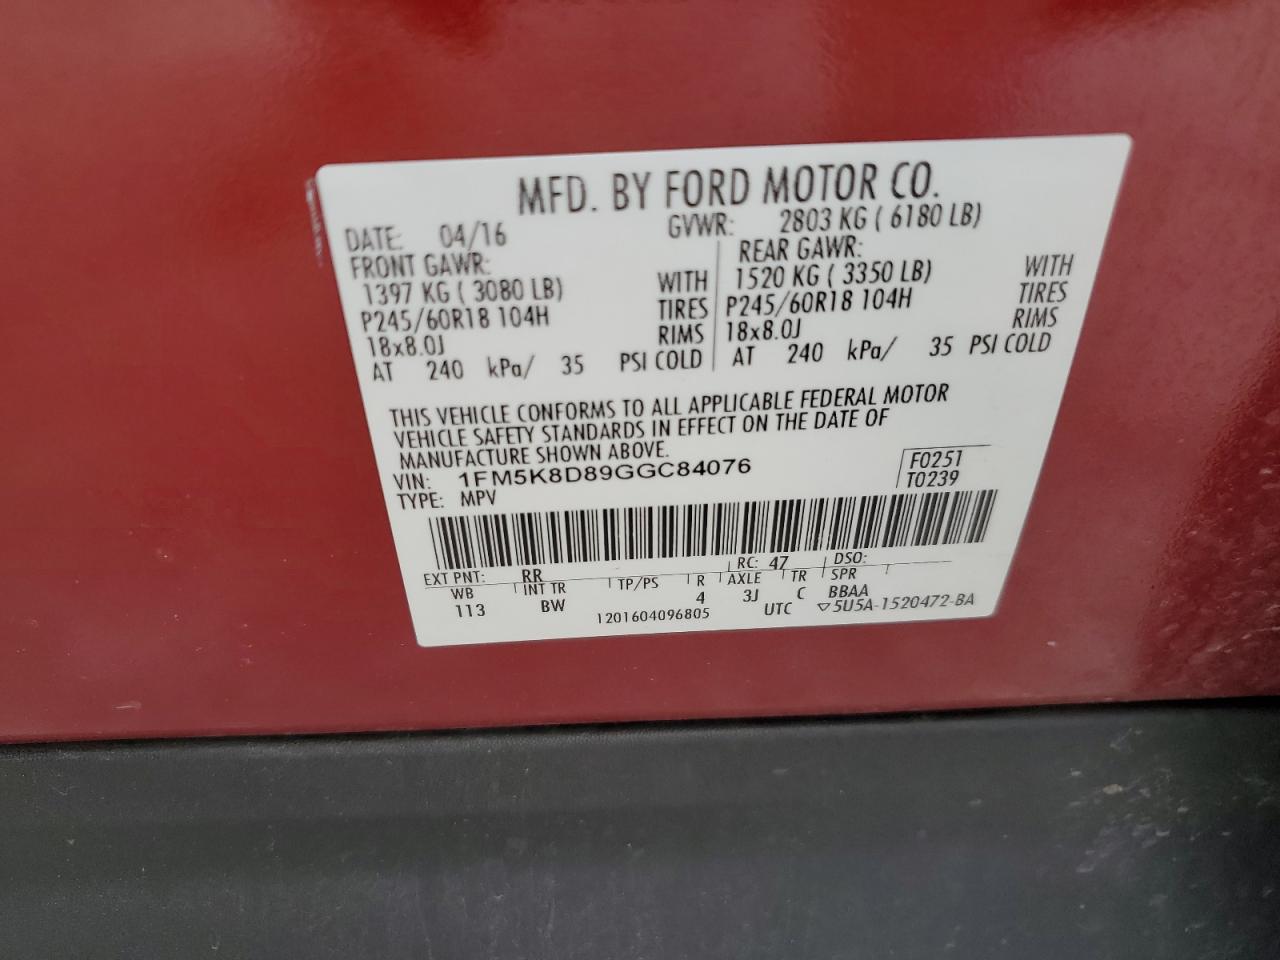 MFD. BY FORD MOTOR CO.
DATE: 04/16 GVWR: 2803 KG ( 6180 LB)
FRONT GAWR: REAR GAWR:
1397 KG ( 3080 LB) WITH 1520 KG ( 3350 LB) WITH
P245/60R18 104H TIRES P245/60R18 104H TIRES
18x8.0J RIMS 18x8.0J RIMS
AT 240 kPa/ 35 PSI COLD AT 240 kPa/ 35 PSI COLD
THIS VEHICLE CONFORMS TO ALL APPLICABLE FEDERAL MOTOR
VEHICLE SAFETY STANDARDS IN EFFECT ON THE DATE OF
MANUFACTURE SHOWN ABOVE.
VIN: 1FM5K8D89GGC84076 F0251
TYPE: MPV T0239
EXT PNT: RR RC: 47 DSO:
WB INT TR TP/PS R AXLE TR SPR
113 BW 4 3J C BBAA
1201604096805 UTC ▽5U5A-1520472-BA